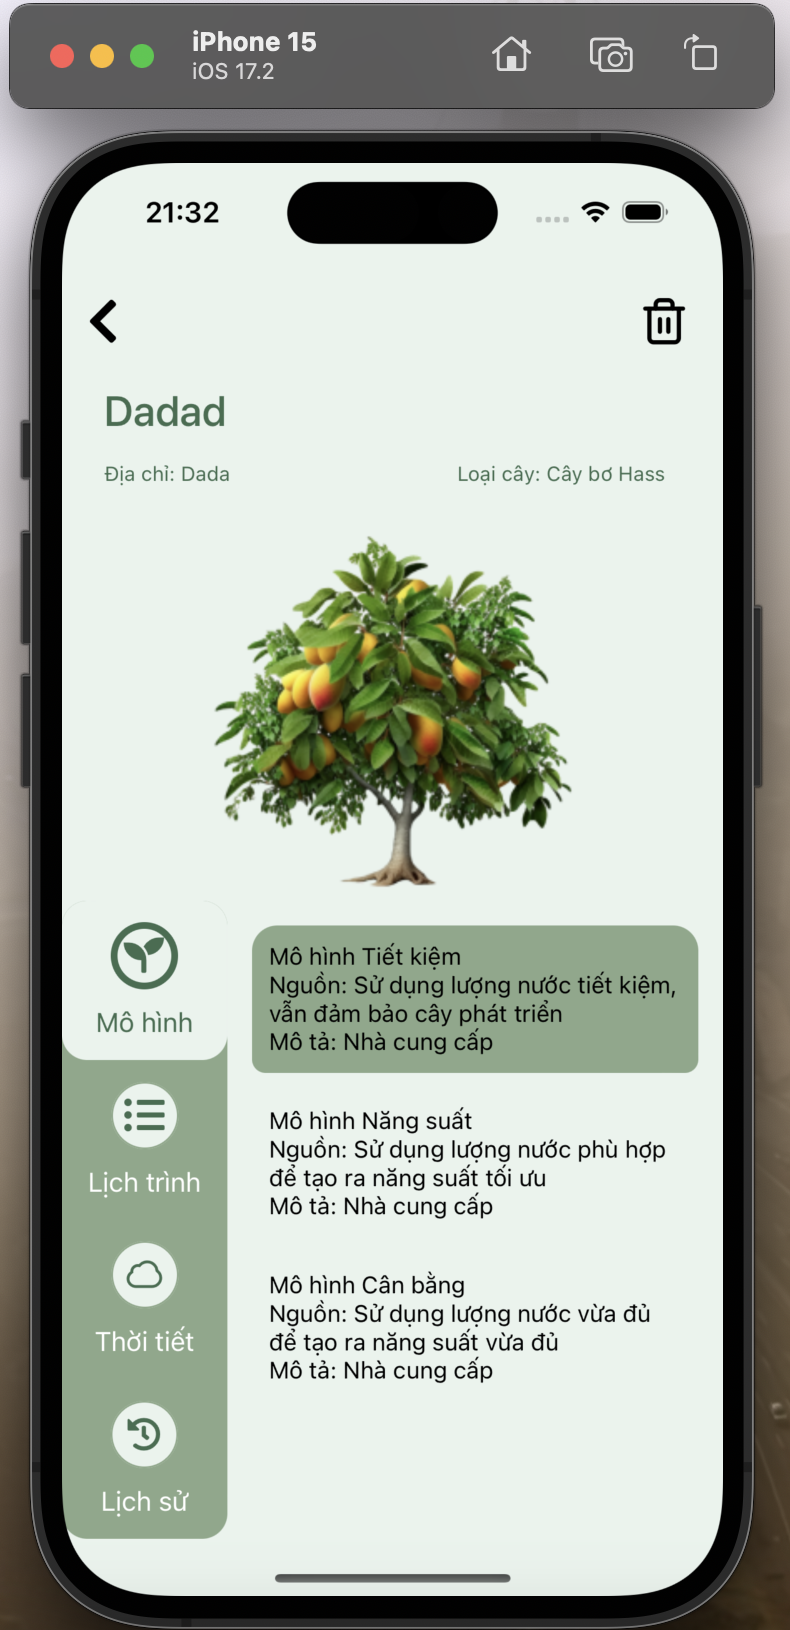 iPhone 15
iOS 17.2
21:32
Dadad
Địa chỉ: Dada
Loại cây: Cây bơ Hass
Mô hình
Lịch trình
Thời tiết
Lịch sử
Mô hình Tiết kiệm
Nguồn: Sử dụng lượng nước tiết kiệm,
vẫn đảm bảo cây phát triển
Mô tả: Nhà cung cấp
Mô hình Năng suất
Nguồn: Sử dụng lượng nước phù hợp
để tạo ra năng suất tối ưu
Mô tả: Nhà cung cấp
Mô hình Cân bằng
Nguồn: Sử dụng lượng nước vừa đủ
để tạo ra năng suất vừa đủ
Mô tả: Nhà cung cấp